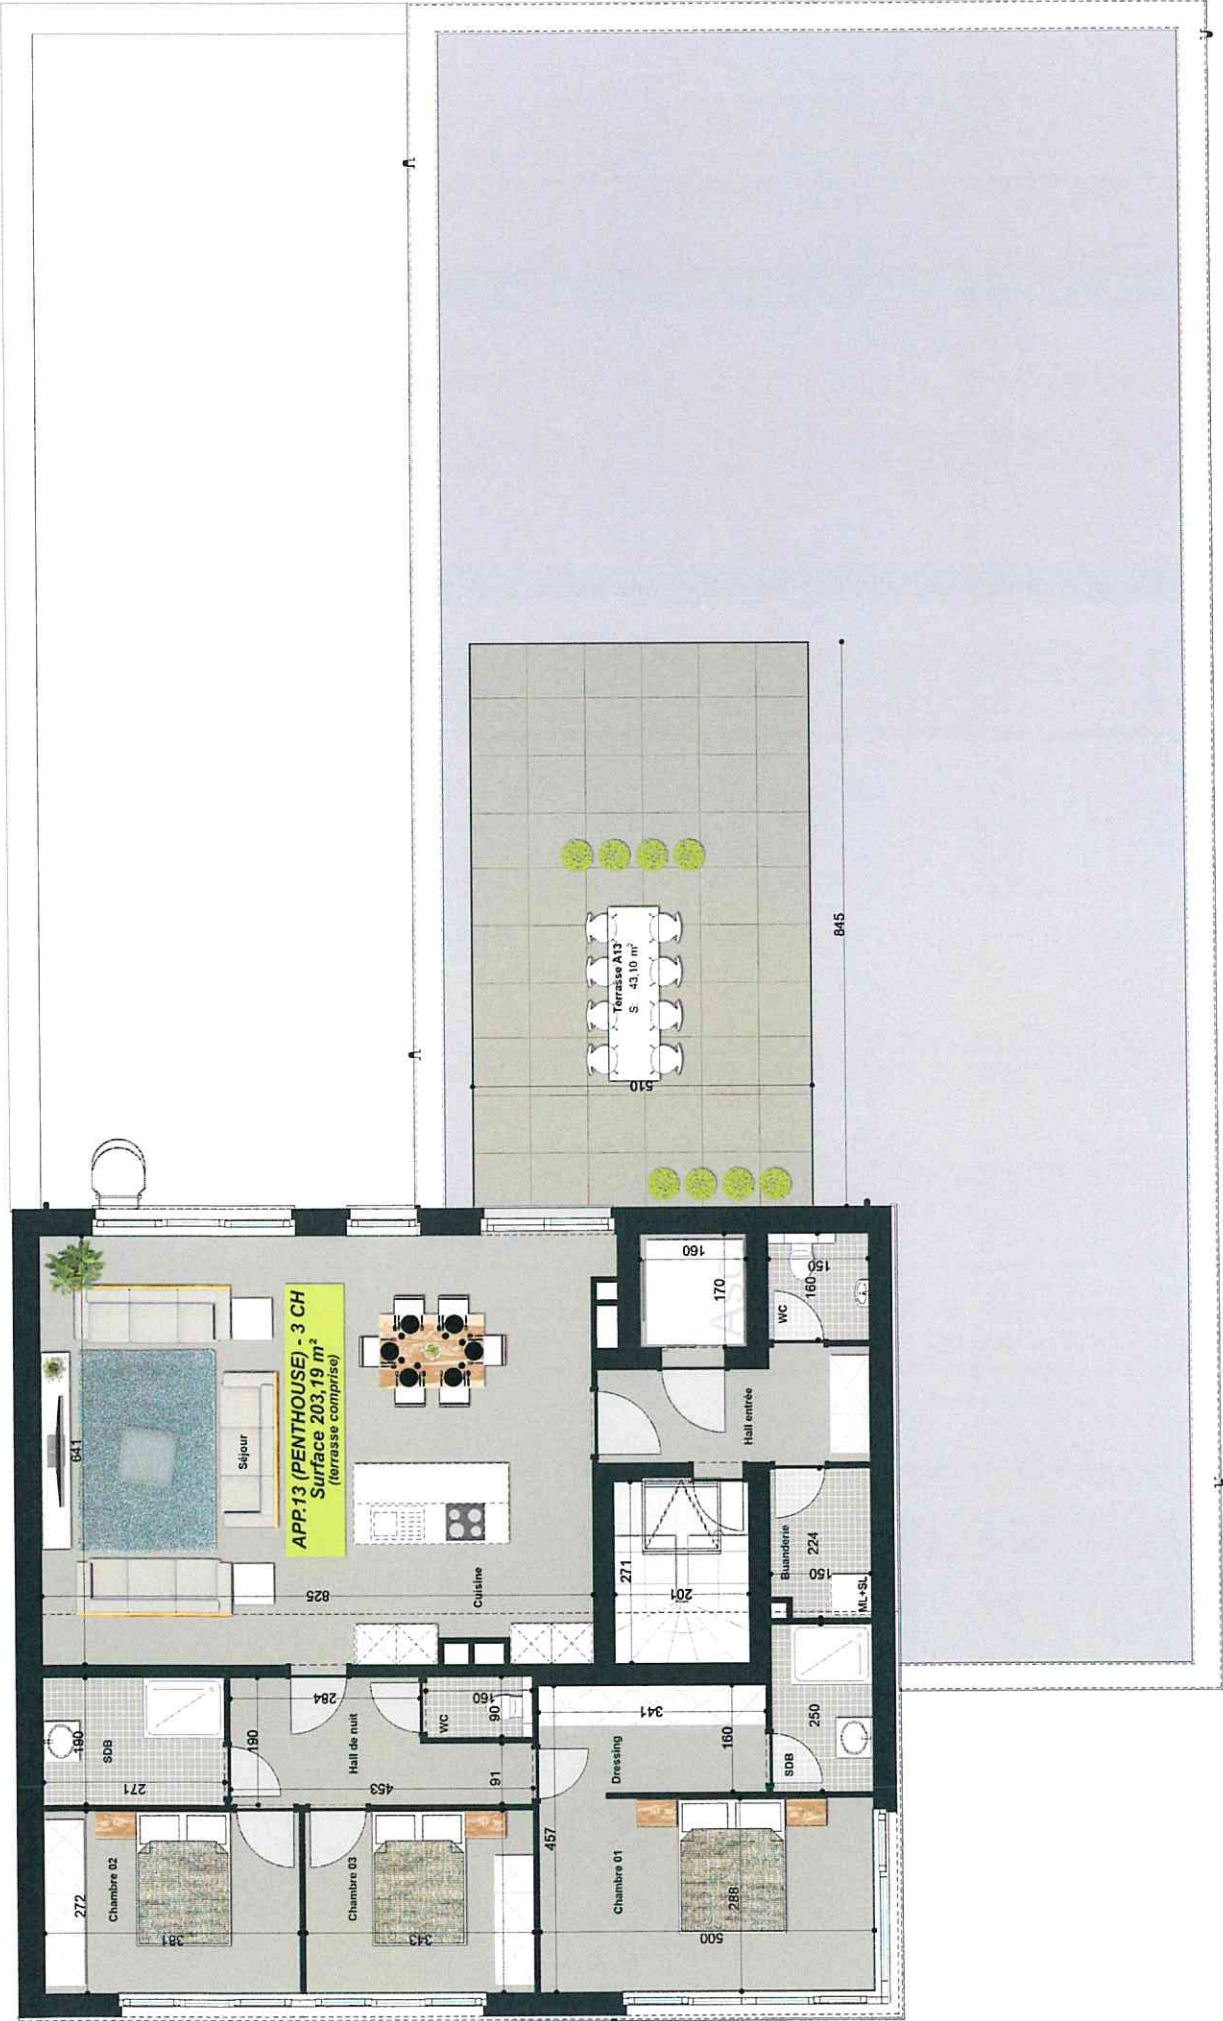 845
Terrasse A13
S: 43,10 m²
510
160
170
Asc
150
160
WC
APP.13 (PENTHOUSE) - 3 CH
Surface 203,19 m²
(terrasse comprise)
641
Séjour
Hall entrée
825
Cuisine
271
201
Buanderie
224
150
ML+SL
190
SDB
271
284
190
Hall de nuit
453
WC
160
90
91
341
160
Dressing
250
SDB
272
Chambre 02
381
Chambre 03
343
457
Chambre 01
288
500